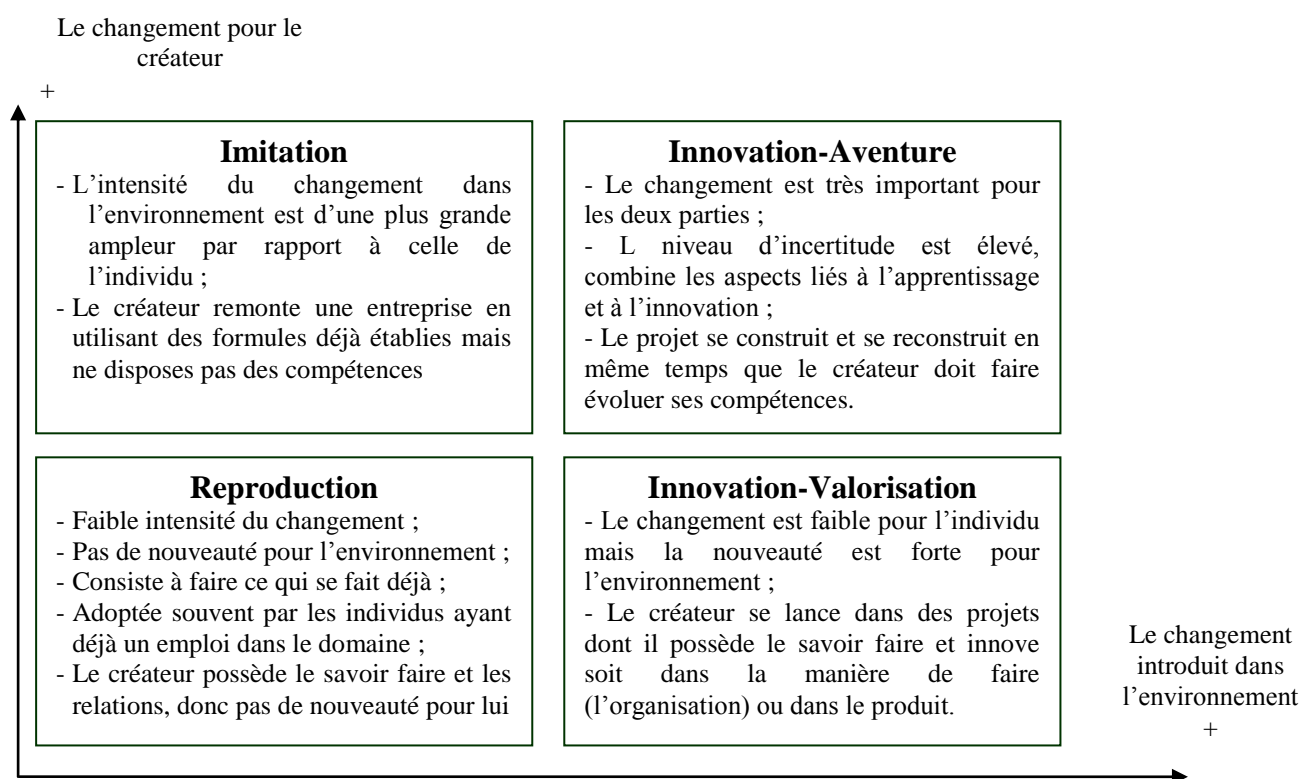 Le changement pour le
créateur
+
Imitation
- L’intensité du changement dans
l’environnement est d’une plus grande
ampleur par rapport à celle de
l’individu ;
- Le créateur remonte une entreprise en
utilisant des formules déjà établies mais
ne disposes pas des compétences
Innovation-Aventure
- Le changement est très important pour
les deux parties ;
- L niveau d’incertitude est élevé,
combine les aspects liés à l’apprentissage
et à l’innovation ;
- Le projet se construit et se reconstruit en
même temps que le créateur doit faire
évoluer ses compétences.
Reproduction
- Faible intensité du changement ;
- Pas de nouveauté pour l’environnement ;
- Consiste à faire ce qui se fait déjà ;
- Adoptée souvent par les individus ayant
déjà un emploi dans le domaine ;
- Le créateur possède le savoir faire et les
relations, donc pas de nouveauté pour lui
Innovation-Valorisation
- Le changement est faible pour l’individu
mais la nouveauté est forte pour
l’environnement ;
- Le créateur se lance dans des projets
dont il possède le savoir faire et innove
soit dans la manière de faire
(l’organisation) ou dans le produit.
Le changement
introduit dans
l’environnement
+